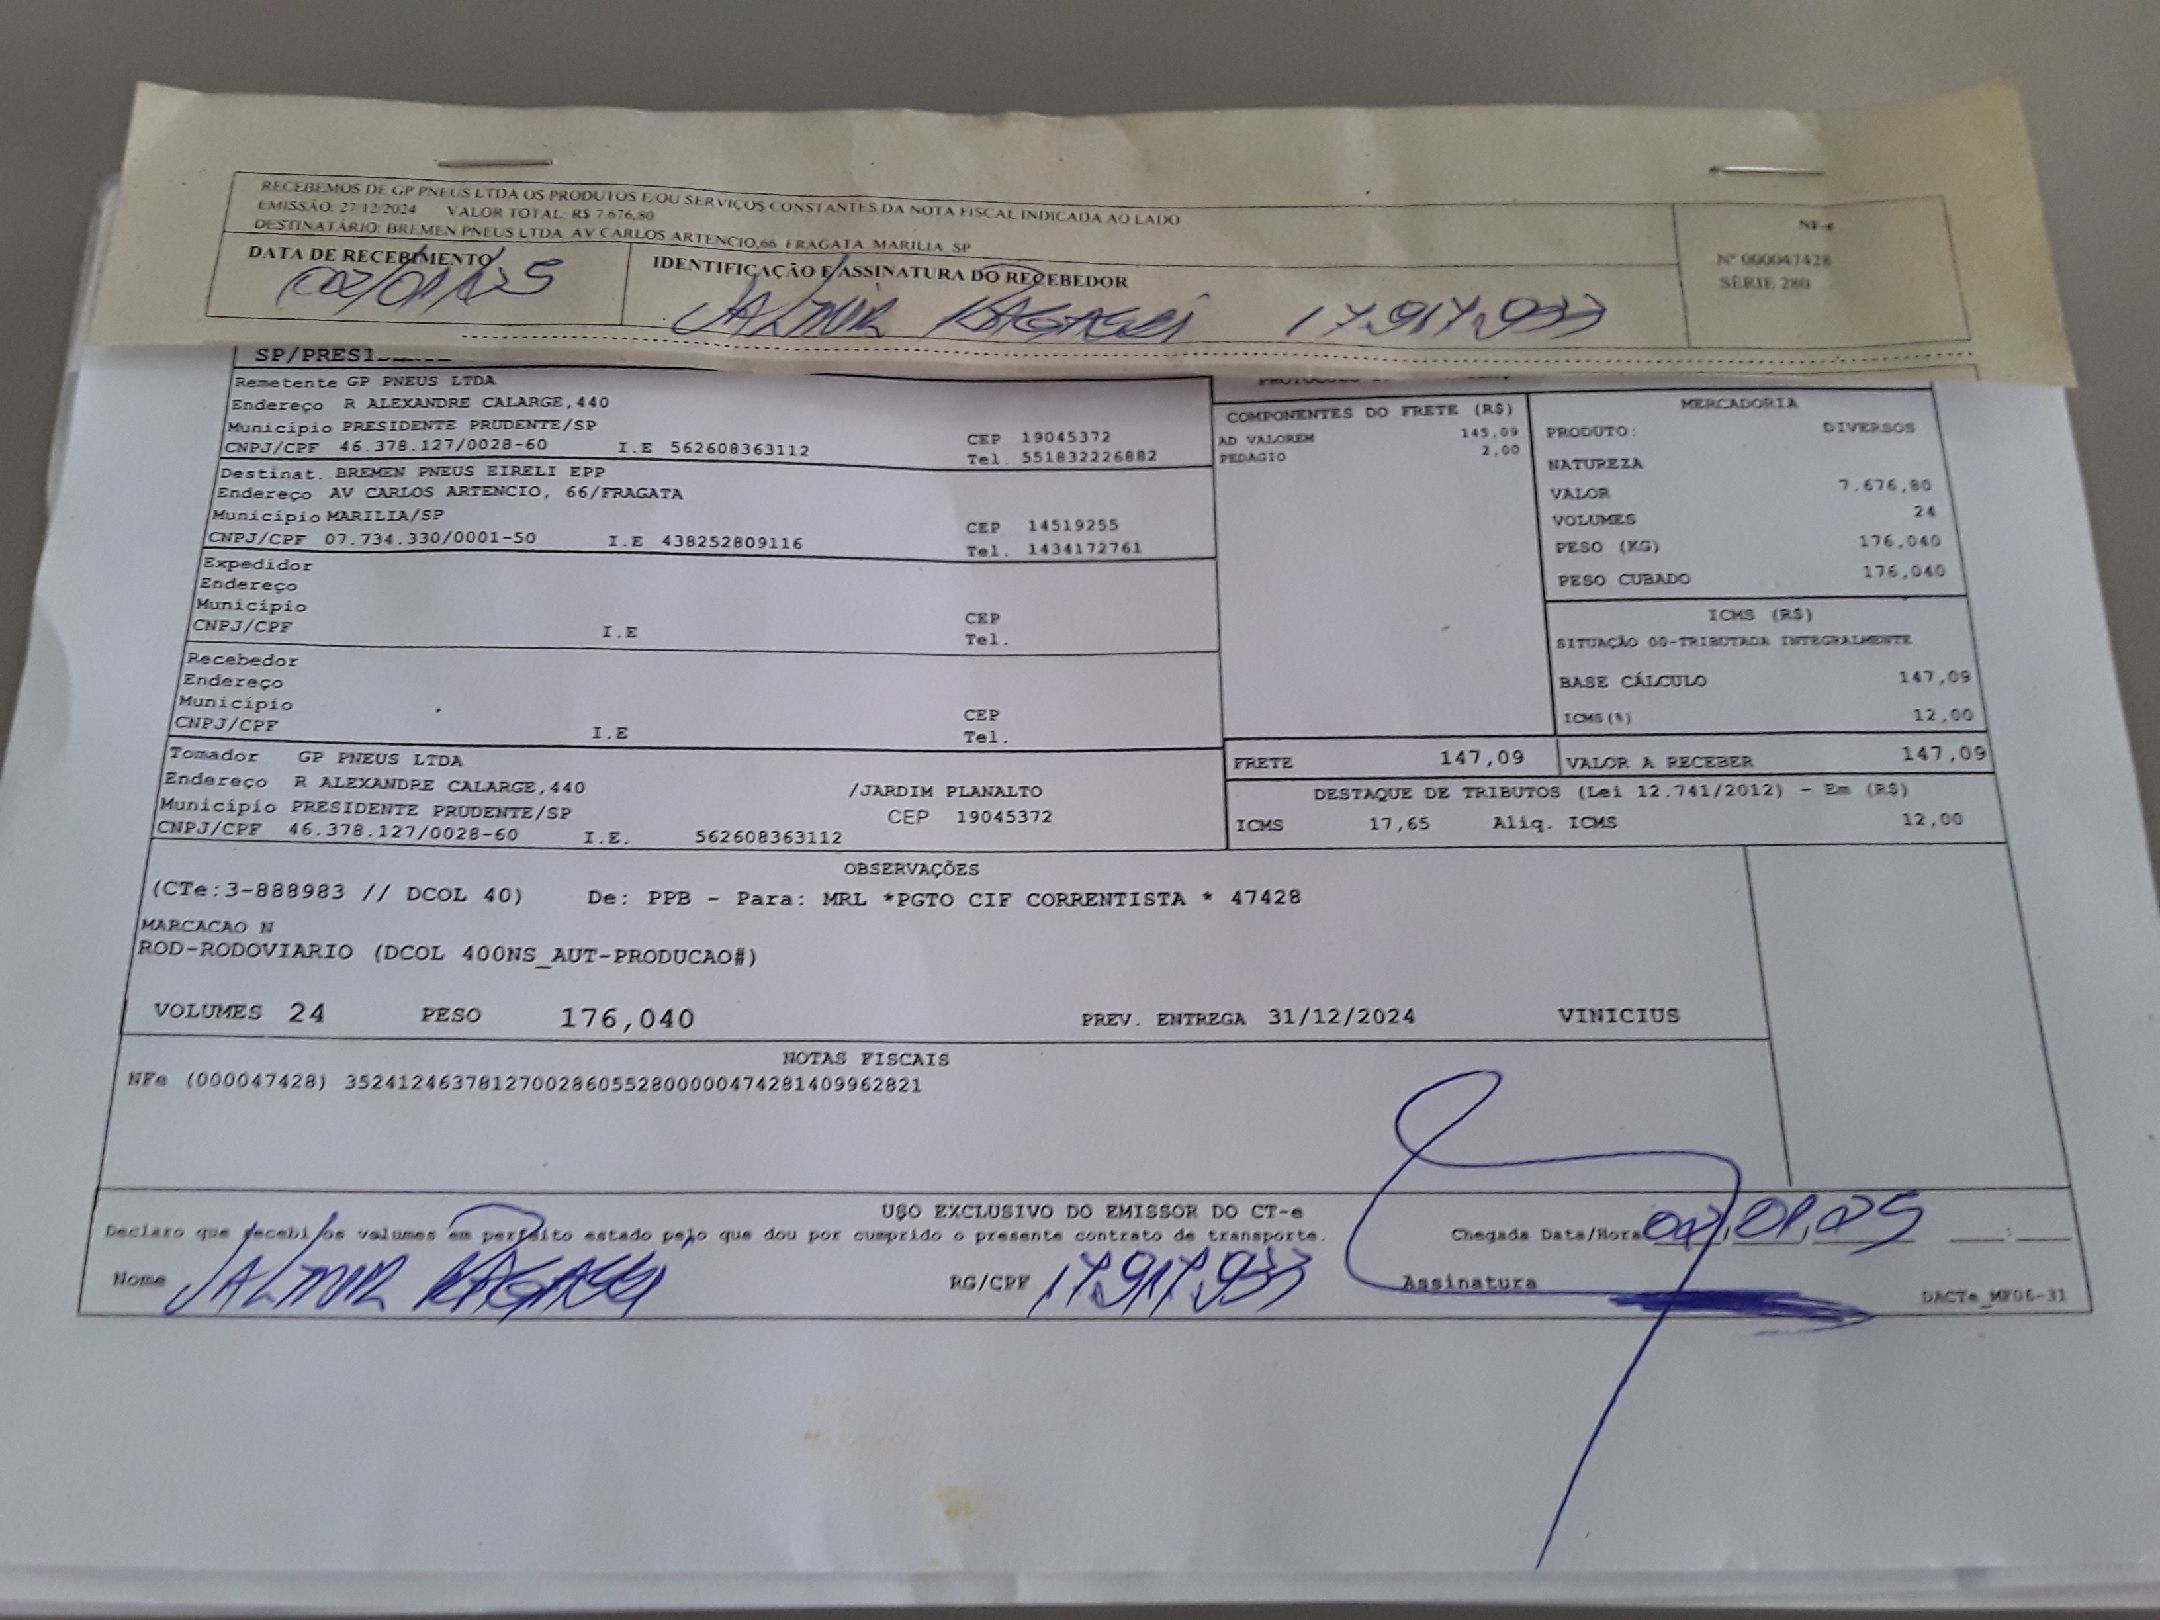 RECEBEMOS DE GP PNEUS LTDA OS PRODUTOS E/OU SERVIÇOS CONSTANTES DA NOTA FISCAL INDICADA AO LADO
EMISSÃO: 27/12/2024 VALOR TOTAL: R$ 7.676,80
DESTINATÁRIO: BREMEN PNEUS LTDA AV CARLOS ARTENCIO,66 FRAGATA MARILIA SP
NF-e
Nº 000047428
SÉRIE 280
DATA DE RECEBIMENTO
02/01/25
IDENTIFICAÇÃO E ASSINATURA DO RECEBEDOR
JALMIR RAGASSI 17.917.933
Remetente GP PNEUS LTDA
Endereço R ALEXANDRE CALARGE,440
Município PRESIDENTE PRUDENTE/SP CEP 19045372
CNPJ/CPF 46.378.127/0028-60 I.E 562608363112 Tel. 551832226882
Destinat. BREMEN PNEUS EIRELI EPP
Endereço AV CARLOS ARTENCIO, 66/FRAGATA
Município MARILIA/SP CEP 14519255
CNPJ/CPF 07.734.330/0001-50 I.E 438252809116 Tel. 1434172761
Expedidor
Endereço
Município CEP
CNPJ/CPF I.E Tel.
Recebedor
Endereço
Município CEP
CNPJ/CPF I.E Tel.
Tomador GP PNEUS LTDA
Endereço R ALEXANDRE CALARGE,440 /JARDIM PLANALTO
Município PRESIDENTE PRUDENTE/SP CEP 19045372
CNPJ/CPF 46.378.127/0028-60 I.E. 562608363112
COMPONENTES DO FRETE (R$)
AD VALOREM 145,09
PEDAGIO 2,00
MERCADORIA
PRODUTO: DIVERSOS
NATUREZA
VALOR 7.676,80
VOLUMES 24
PESO (KG) 176,040
PESO CUBADO 176,040
ICMS (R$)
SITUAÇÃO 00-TRIBUTADA INTEGRALMENTE
BASE CÁLCULO 147,09
ICMS(%) 12,00
FRETE 147,09 VALOR A RECEBER 147,09
DESTAQUE DE TRIBUTOS (Lei 12.741/2012) - Em (R$)
ICMS 17,65 Aliq. ICMS 12,00
OBSERVAÇÕES
(CTe:3-888983 // DCOL 40) De: PPB - Para: MRL *PGTO CIF CORRENTISTA * 47428
MARCACAO N
ROD-RODOVIARIO (DCOL 400NS_AUT-PRODUCAO#)
VOLUMES 24 PESO 176,040 PREV. ENTREGA 31/12/2024 VINICIUS
NOTAS FISCAIS
NFe (000047428) 35241246378127002860552800000474281409962821
USO EXCLUSIVO DO EMISSOR DO CT-e
Declaro que recebi os volumes em perfeito estado pelo que dou por cumprido o presente contrato de transporte.
Chegada Data/Hora 02,01,25
Nome JALMIR RAGASSI RG/CPF 17.917.933 Assinatura
DACTe_MF06-31